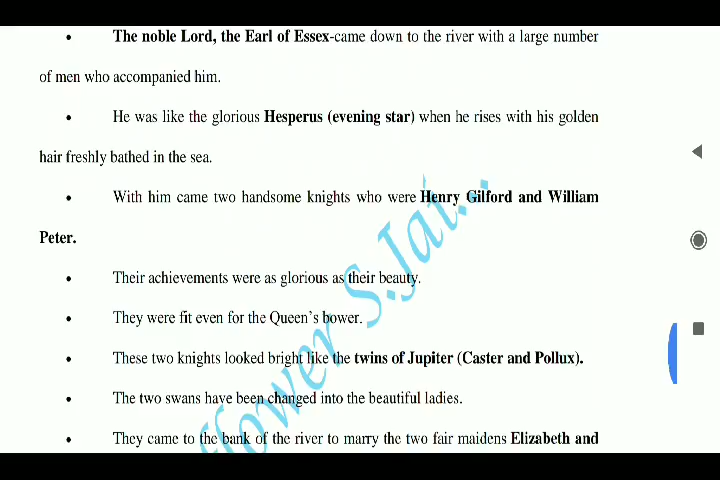 • The noble Lord, the Earl of Essex-came down to the river with a large number
of men who accompanied him.
• He was like the glorious Hesperus (evening star) when he rises with his golden
hair freshly bathed in the sea.
• With him came two handsome knights who were Henry Gilford and William
Peter.
• Their achievements were as glorious as their beauty.
• They were fit even for the Queen's bower.
• These two knights looked bright like the twins of Jupiter (Caster and Pollux).
• The two swans have been changed into the beautiful ladies.
• They came to the bank of the river to marry the two fair maidens Elizabeth and
flower S.Jat...